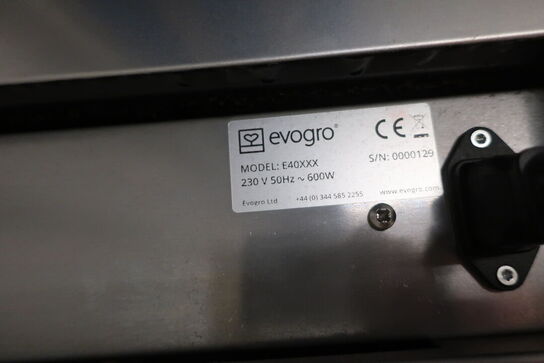 evogro®
CE
MODEL: E40XXX
S/N: 0000129
230 V 50Hz ~ 600W
Evogro Ltd +44 (0) 344 585 2255 www.evogro.com